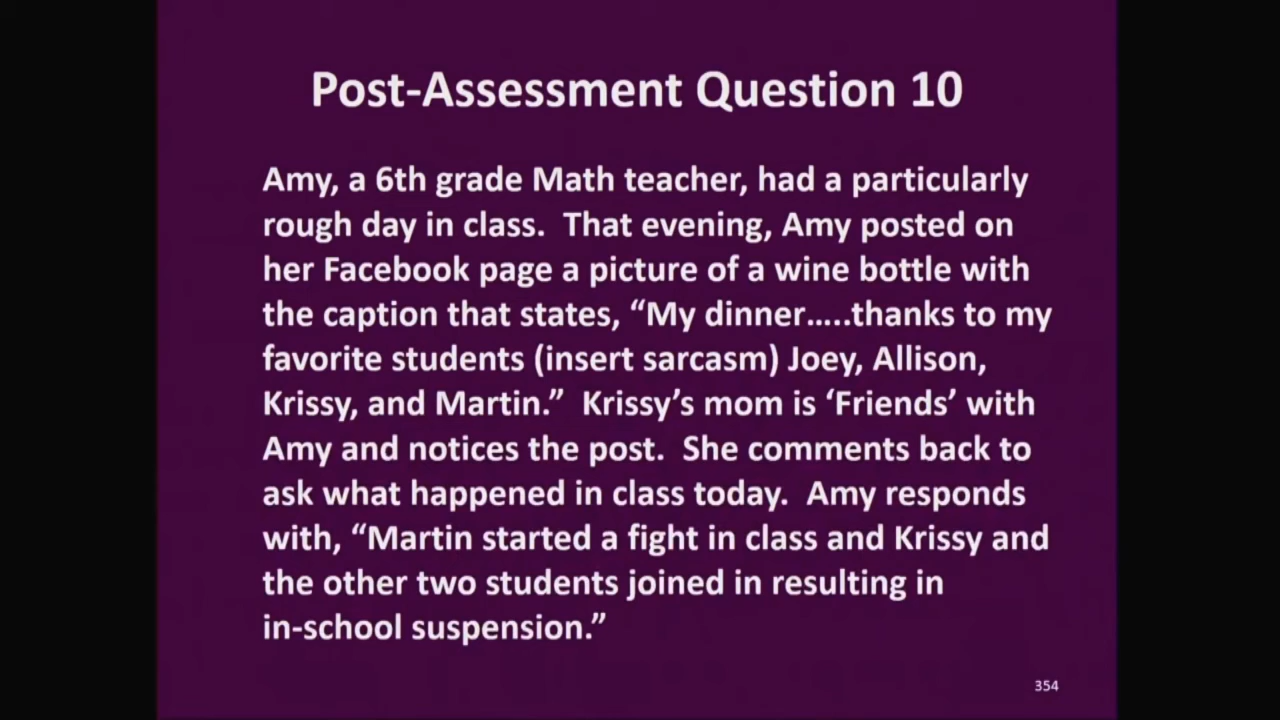 Post-Assessment Question 10
Amy, a 6th grade Math teacher, had a particularly
rough day in class.  That evening, Amy posted on
her Facebook page a picture of a wine bottle with
the caption that states, “My dinner…..thanks to my
favorite students (insert sarcasm) Joey, Allison,
Krissy, and Martin.”  Krissy’s mom is ‘Friends’ with
Amy and notices the post.  She comments back to
ask what happened in class today.  Amy responds
with, “Martin started a fight in class and Krissy and
the other two students joined in resulting in
in-school suspension.”
354